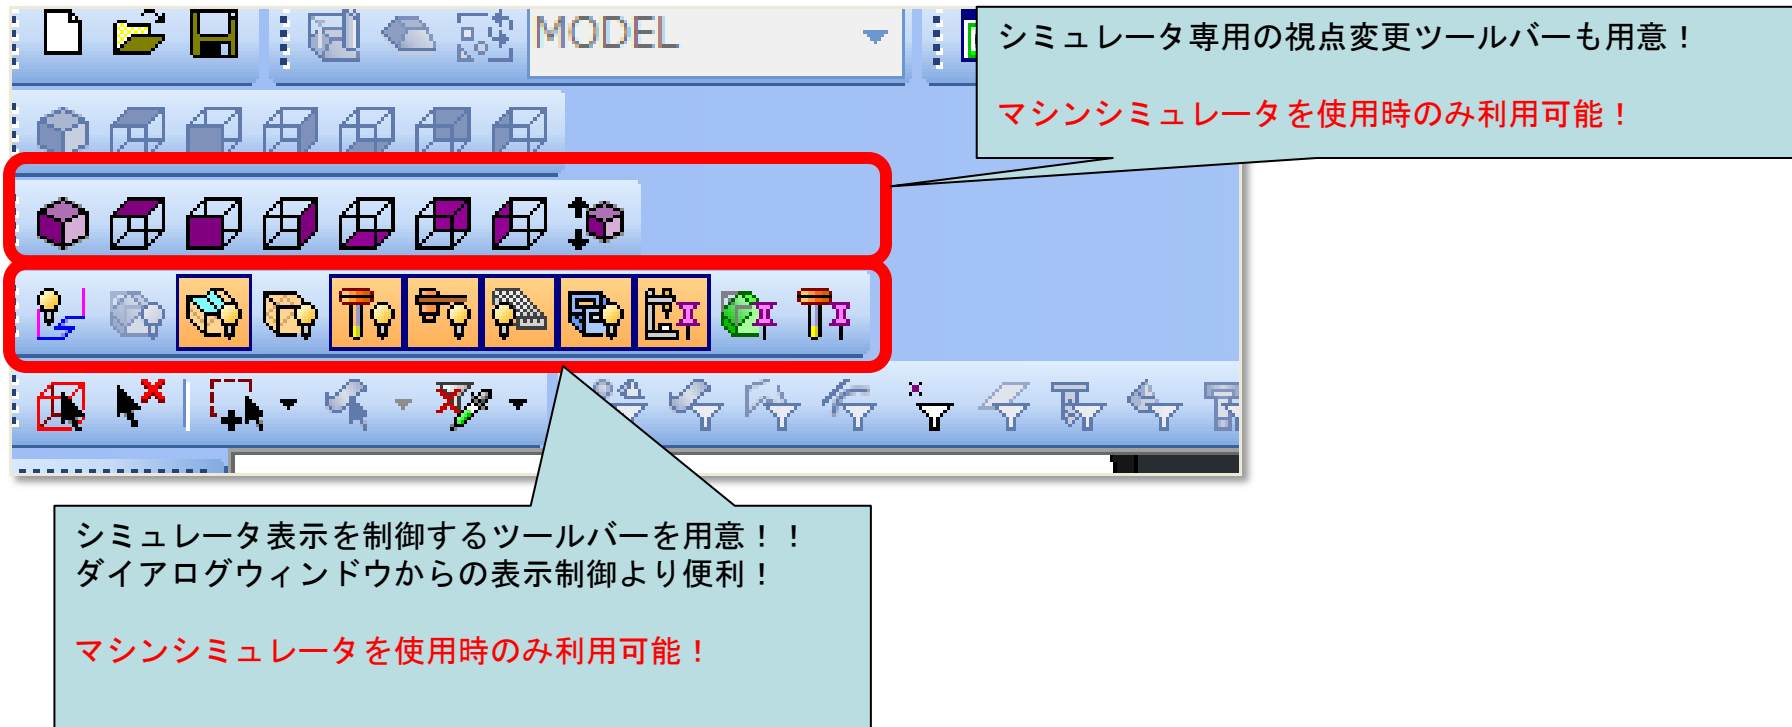 MODEL
シミュレータ専用の視点変更ツールバーも用意！
マシンシミュレータを使用時のみ利用可能！
シミュレータ表示を制御するツールバーを用意！！
ダイアログウィンドウからの表示制御より便利！
マシンシミュレータを使用時のみ利用可能！